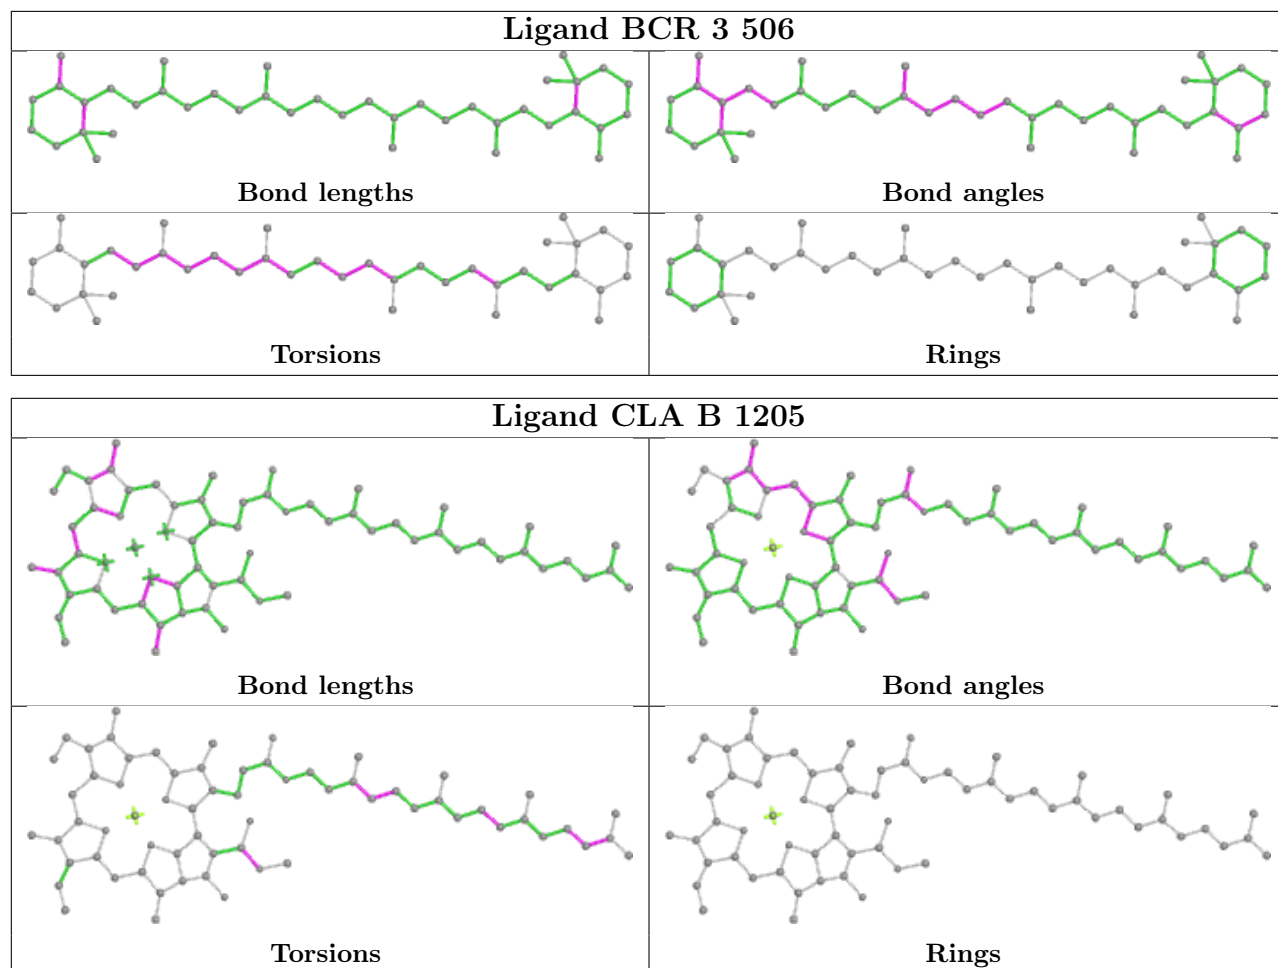 Ligand BCR 3 506
Bond lengths
Bond angles
Torsions
Rings
Ligand CLA B 1205
Bond lengths
Bond angles
Torsions
Rings